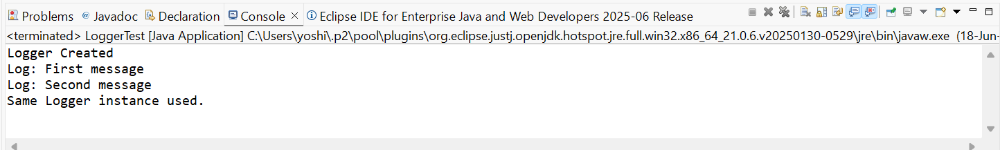 Problems @ Javadoc Declaration Console Eclipse IDE for Enterprise Java and Web Developers 2025-06 Release
<terminated> LoggerTest [Java Application] C:\Users\yoshi\.p2\pool\plugins\org.eclipse.justj.openjdk.hotspot.jre.full.win32.x86_64_21.0.6.v20250130-0529\jre\bin\javaw.exe (18-Jun-
Logger Created
Log: First message
Log: Second message
Same Logger instance used.